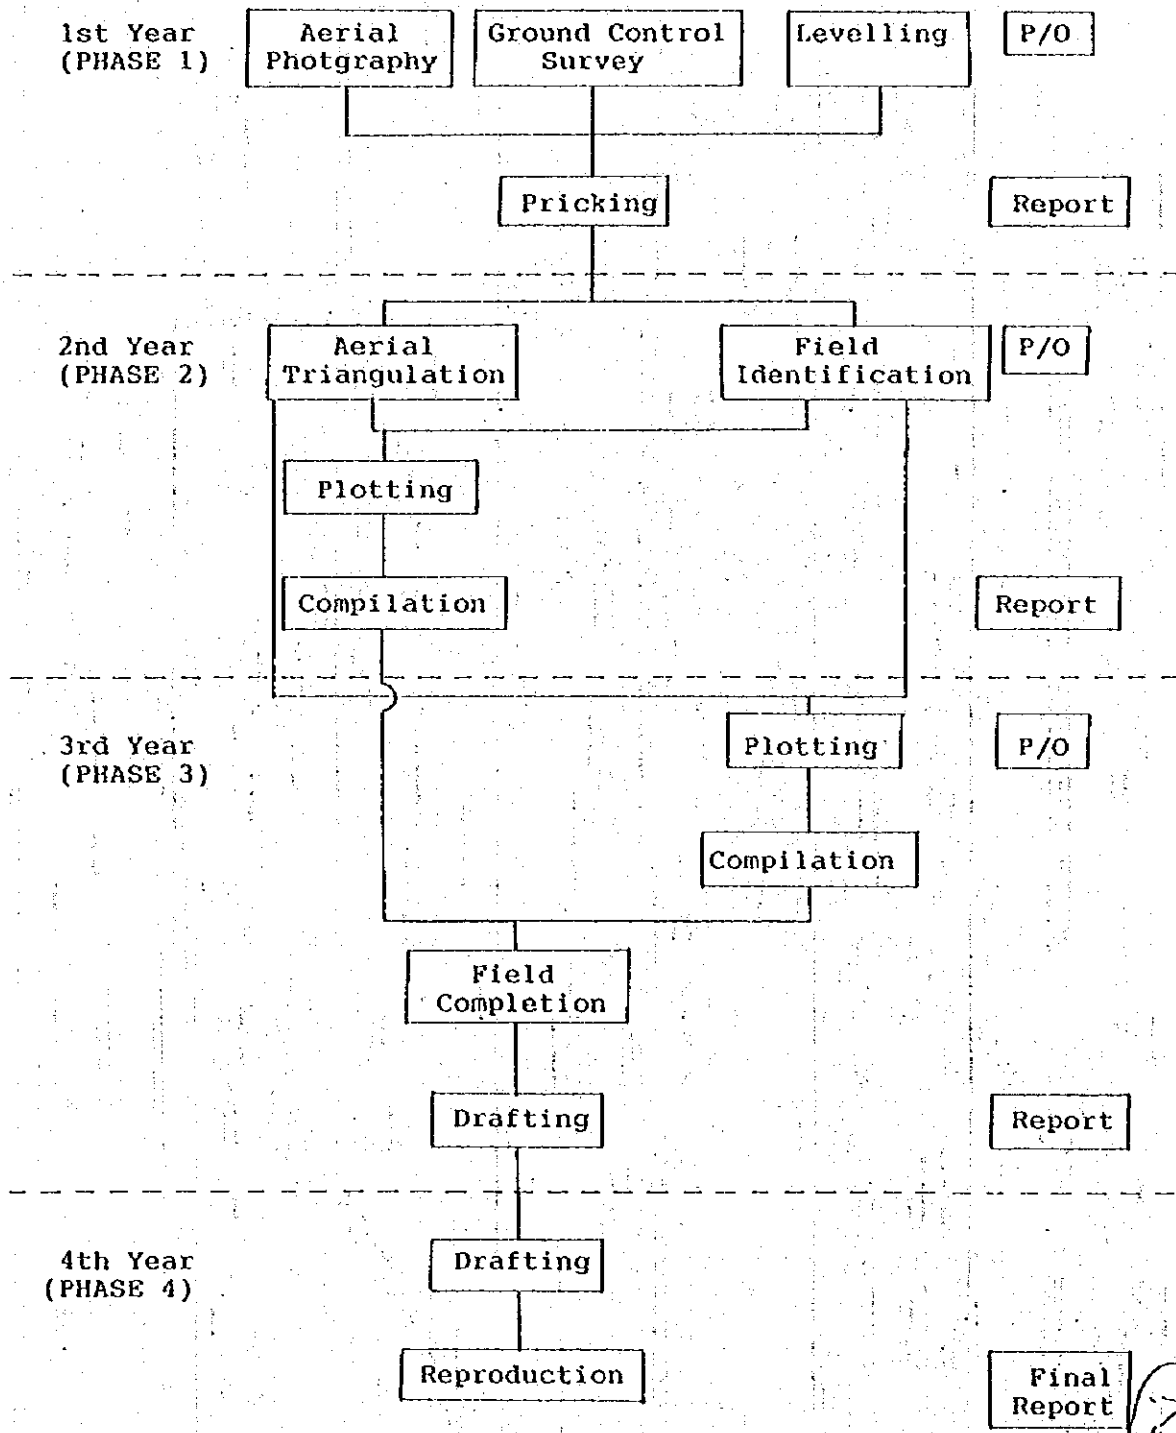 1st Year
(PHASE 1)
Aerial
Photgraphy
Ground Control
Survey
Levelling
P/O
Pricking
Report
2nd Year
(PHASE 2)
Aerial
Triangulation
Field
Identification
P/O
Plotting
Compilation
Report
3rd Year
(PHASE 3)
Plotting
P/O
Compilation
Field
Completion
Drafting
Report
4th Year
(PHASE 4)
Drafting
Reproduction
Final
Report